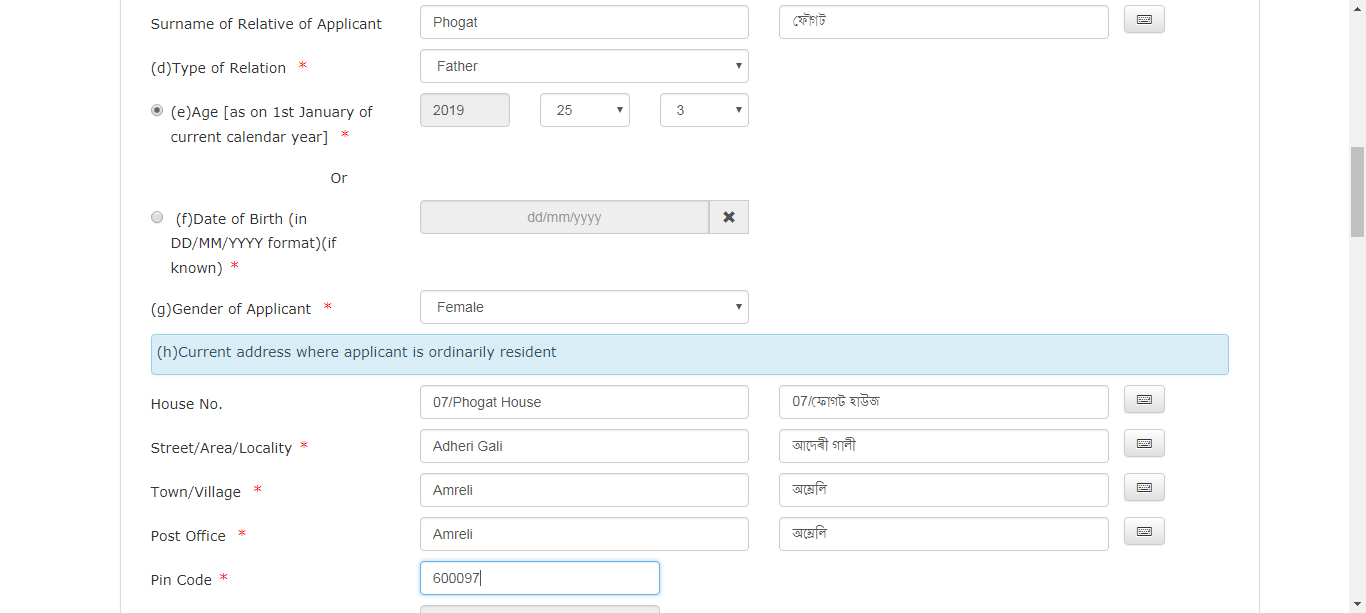 Surname of Relative of Applicant Phogat ফৌগট
(d)Type of Relation * Father
(e)Age [as on 1st January of current calendar year] * 2019 25 3
Or
(f)Date of Birth (in DD/MM/YYYY format)(if known) * dd/mm/yyyy
(g)Gender of Applicant * Female
(h)Current address where applicant is ordinarily resident
House No. 07/Phogat House 07/ফোগট হাউজ
Street/Area/Locality * Adheri Gali আদেৰী গালী
Town/Village * Amreli অম্ৰেলি
Post Office * Amreli অম্ৰেলি
Pin Code * 600097